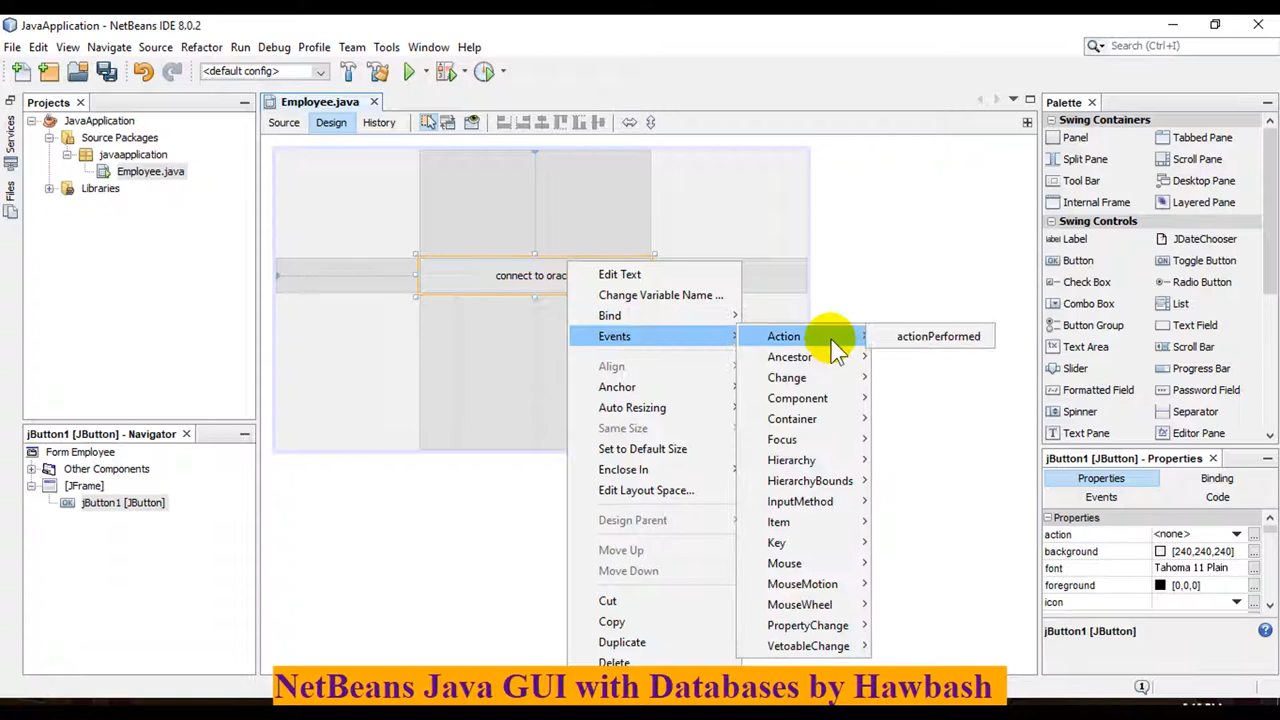 JavaApplication - NetBeans IDE 8.0.2
File Edit View Navigate Source Refactor Run Debug Profile Team Tools Window Help
Search (Ctrl+I)
<default config>
Projects
Employee.java
Palette
Services
Files
JavaApplication
Source Packages
javaapplication
Employee.java
Libraries
Source Design History
connect to orac
Edit Text
Change Variable Name ...
Bind
Events
Align
Anchor
Auto Resizing
Same Size
Set to Default Size
Enclose In
Edit Layout Space...
Design Parent
Move Up
Move Down
Cut
Copy
Duplicate
Delete
Action
Ancestor
Change
Component
Container
Focus
Hierarchy
HierarchyBounds
InputMethod
Item
Key
Mouse
MouseMotion
MouseWheel
PropertyChange
VetoableChange
actionPerformed
Swing Containers
Panel Tabbed Pane
Split Pane Scroll Pane
Tool Bar Desktop Pane
Internal Frame Layered Pane
Swing Controls
Label JDateChooser
Button Toggle Button
Check Box Radio Button
Combo Box List
Button Group Text Field
Text Area Scroll Bar
Slider Progress Bar
Formatted Field Password Field
Spinner Separator
Text Pane Editor Pane
jButton1 [JButton] - Navigator
Form Employee
Other Components
[JFrame]
jButton1 [JButton]
jButton1 [JButton] - Properties
Properties Binding
Events Code
Properties
action <none>
background [240,240,240]
font Tahoma 11 Plain
foreground [0,0,0]
icon
jButton1 [JButton]
NetBeans Java GUI with Databases by Hawbash